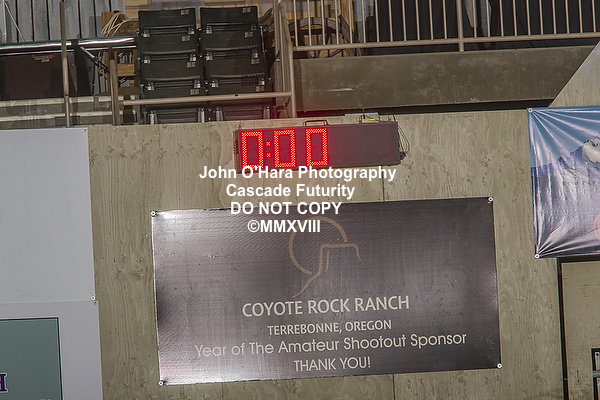 0:00
John O'Hara Photography
Cascade Futurity
DO NOT COPY
©MMXVIII
COYOTE ROCK RANCH
TERREBONNE, OREGON
Year of The Amateur Shootout Sponsor
THANK YOU!